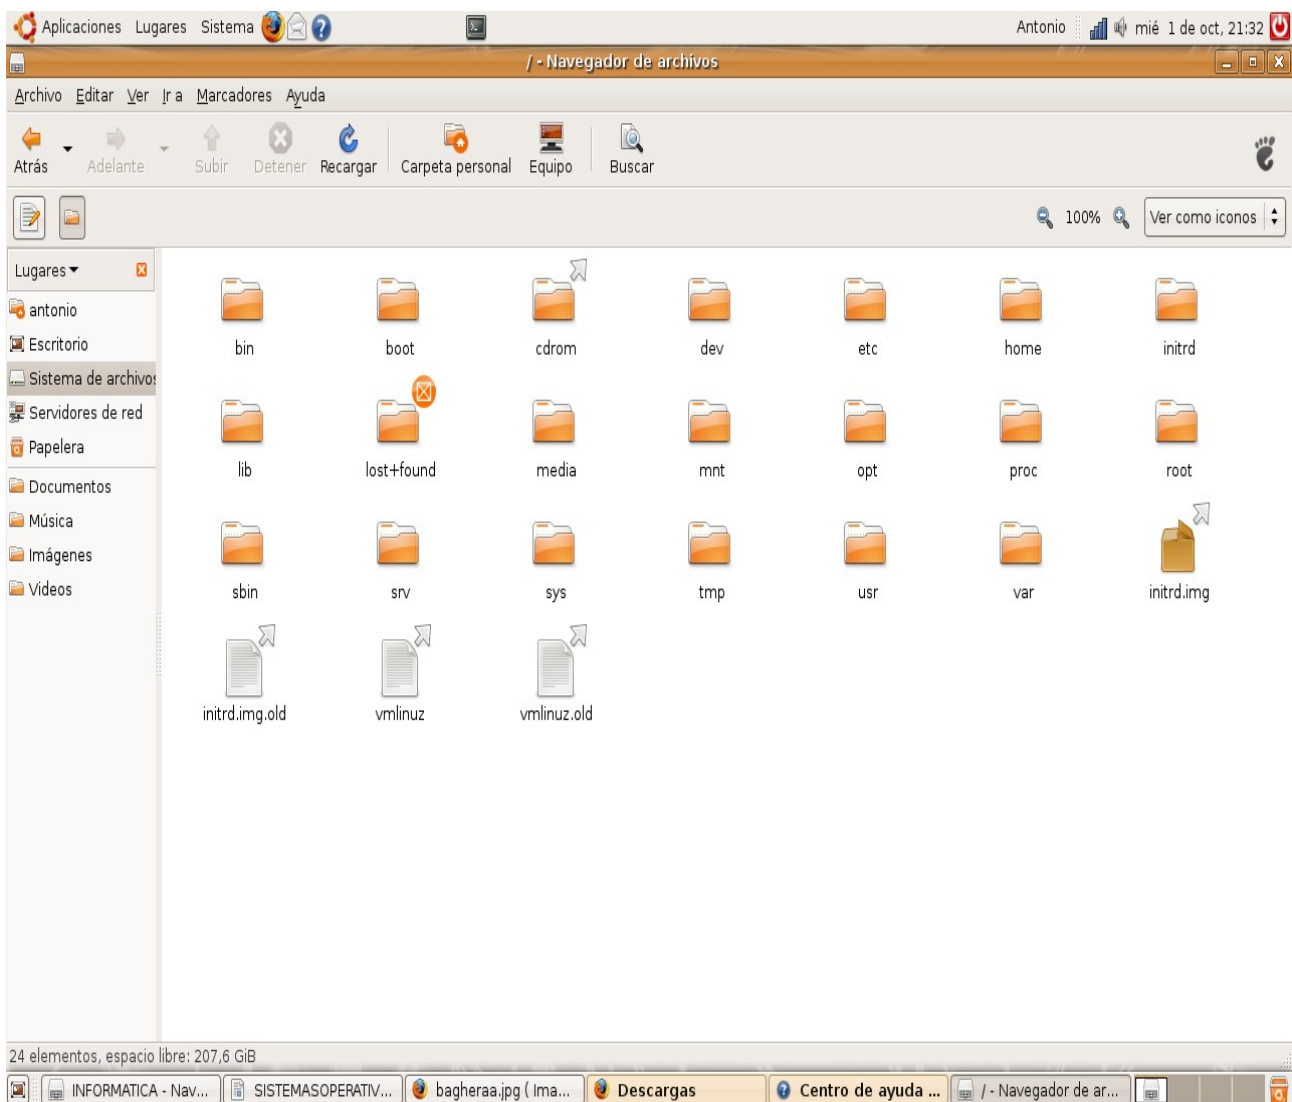 Aplicaciones Lugares Sistema Antonio mié 1 de oct, 21:32
/ - Navegador de archivos
Archivo Editar Ver Ir a Marcadores Ayuda
Atrás Adelante Subir Detener Recargar Carpeta personal Equipo Buscar
100% Ver como iconos
Lugares
antonio
Escritorio
Sistema de archivos
Servidores de red
Papelera
Documentos
Música
Imágenes
Videos
bin boot cdrom dev etc home initrd
lib lost+found media mnt opt proc root
sbin srv sys tmp usr var initrd.img
initrd.img.old vmlinuz vmlinuz.old
24 elementos, espacio libre: 207,6 GiB
INFORMATICA - Nav... SISTEMASOPERATIV... bagheraa.jpg ( Ima... Descargas Centro de ayuda ... / - Navegador de ar...